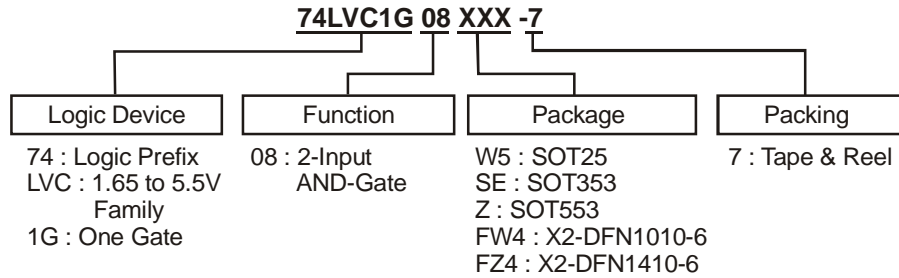 74LVC1G 08 XXX -7
Logic Device
Function
Package
Packing
74 : Logic Prefix
LVC : 1.65 to 5.5V
Family
1G : One Gate
08 : 2-Input
AND-Gate
W5 : SOT25
SE : SOT353
Z : SOT553
FW4 : X2-DFN1010-6
FZ4 : X2-DFN1410-6
7 : Tape & Reel